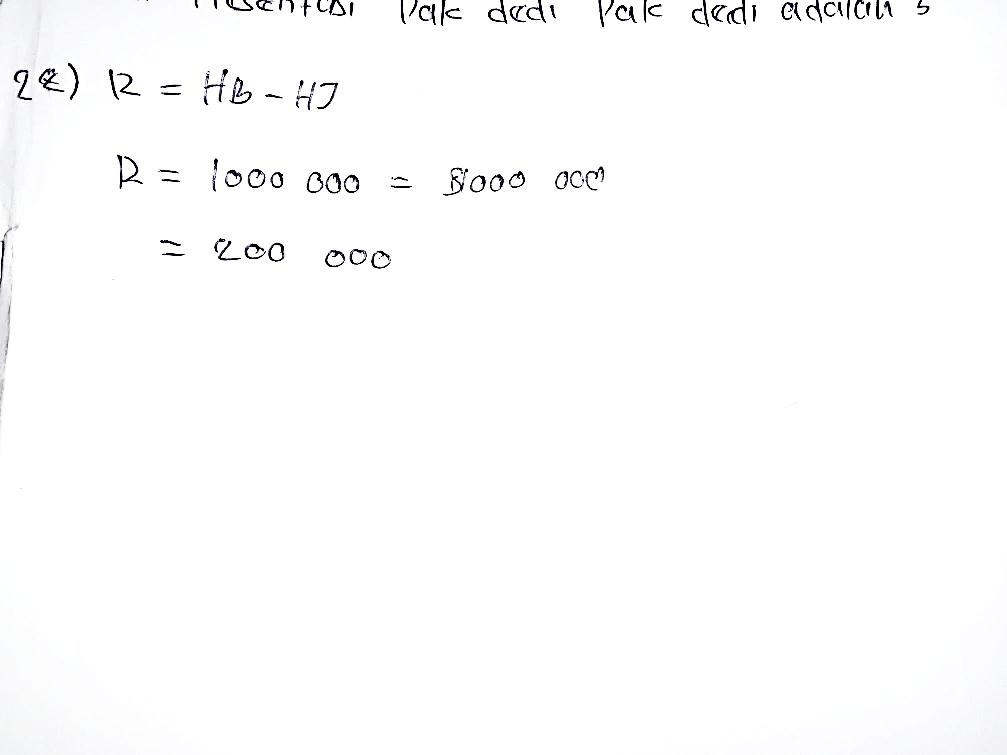 Pak dedi Pak dedi adalah 5
2) R = HB - HJ
R = 1000 000 = 8000 000
= 200 000